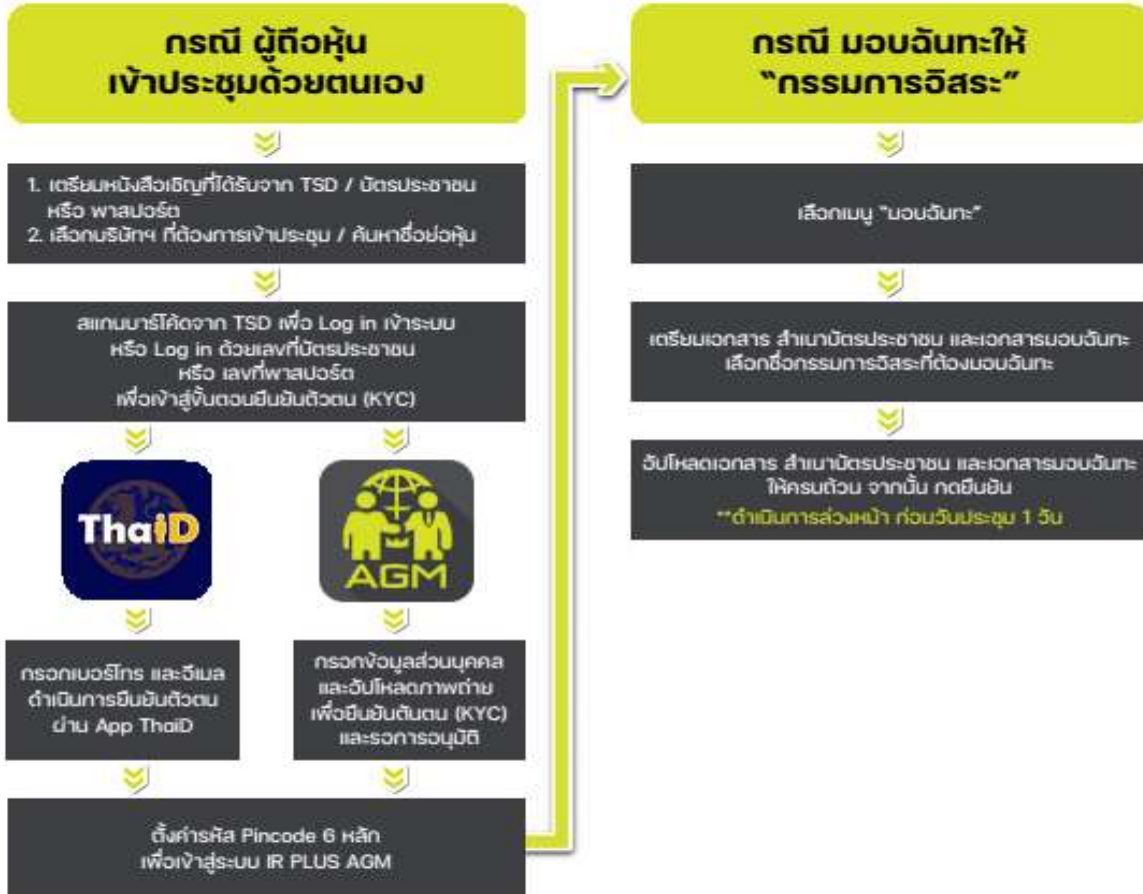 กรณี ผู้ถือหุ้น
เข้าประชุมด้วยตนเอง
1. เตรียมหนังสือเชิญที่ได้รับจาก TSD / บัตรประชาชน
หรือ พาสปอร์ต
2. เลือกบริษัทฯ ที่ต้องการเข้าประชุม / ค้นหาชื่อย่อหุ้น
สแกนบาร์โค้ดจาก TSD เพื่อ Log in เข้าระบบ
หรือ Log in ด้วยเลขที่บัตรประชาชน
หรือ เลขที่พาสปอร์ต
เพื่อเข้าสู่ขั้นตอนยืนยันตัวตน (KYC)
ThaiD
กรอกเบอร์โทร และอีเมล
ดำเนินการยืนยันตัวตน
ผ่าน App ThaiD
AGM
กรอกข้อมูลส่วนบุคคล
และอัปโหลดภาพถ่าย
เพื่อยืนยันตันตน (KYC)
และรอการอนุมัติ
ตั้งค่ารหัส Pincode 6 หลัก
เพื่อเข้าสู่ระบบ IR PLUS AGM
กรณี มอบฉันทะให้
“กรรมการอิสระ”
เลือกเมนู “มอบฉันทะ”
เตรียมเอกสาร สำเนาบัตรประชาชน และเอกสารมอบฉันทะ
เลือกชื่อกรรมการอิสระที่ต้องมอบฉันทะ
อัปโหลดเอกสาร สำเนาบัตรประชาชน และเอกสารมอบฉันทะ
ให้ครบถ้วน จากนั้น กดยืนยัน
**ดำเนินการล่วงหน้า ก่อนวันประชุม 1 วัน